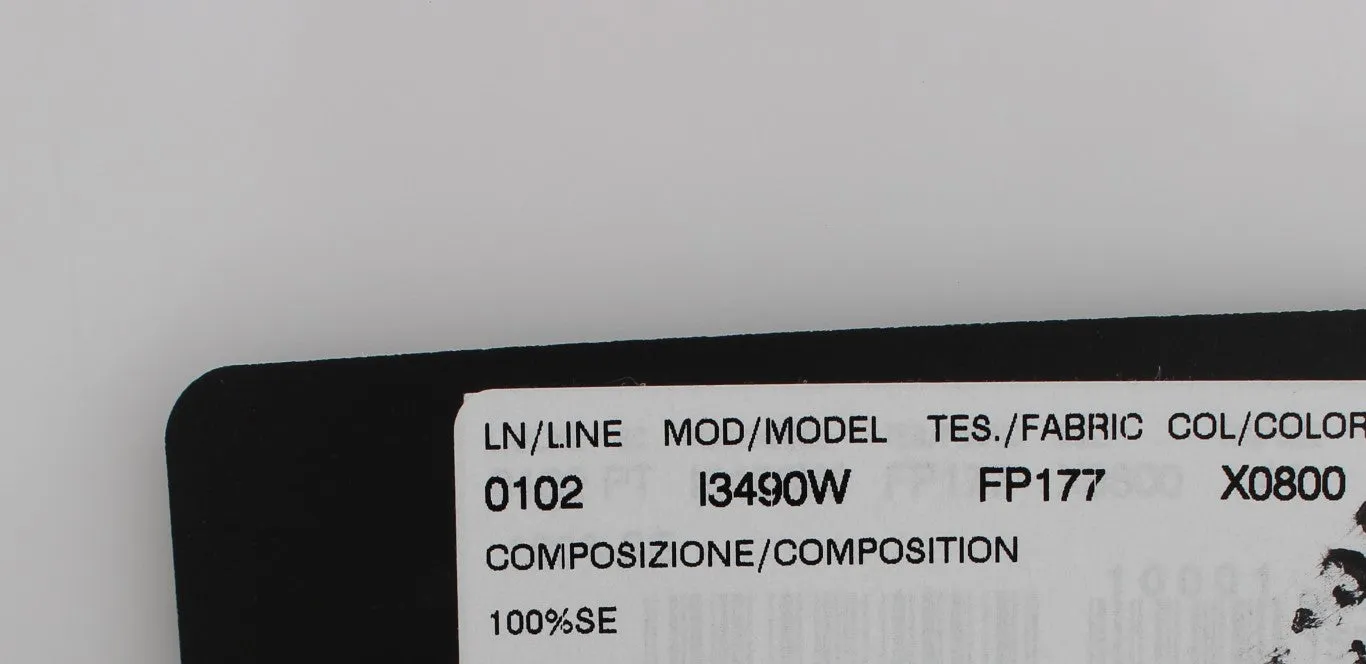 LN/LINE MOD/MODEL TES./FABRIC COL/COLOR
0102 I3490W FP177 X0800
COMPOSIZIONE/COMPOSITION
100%SE